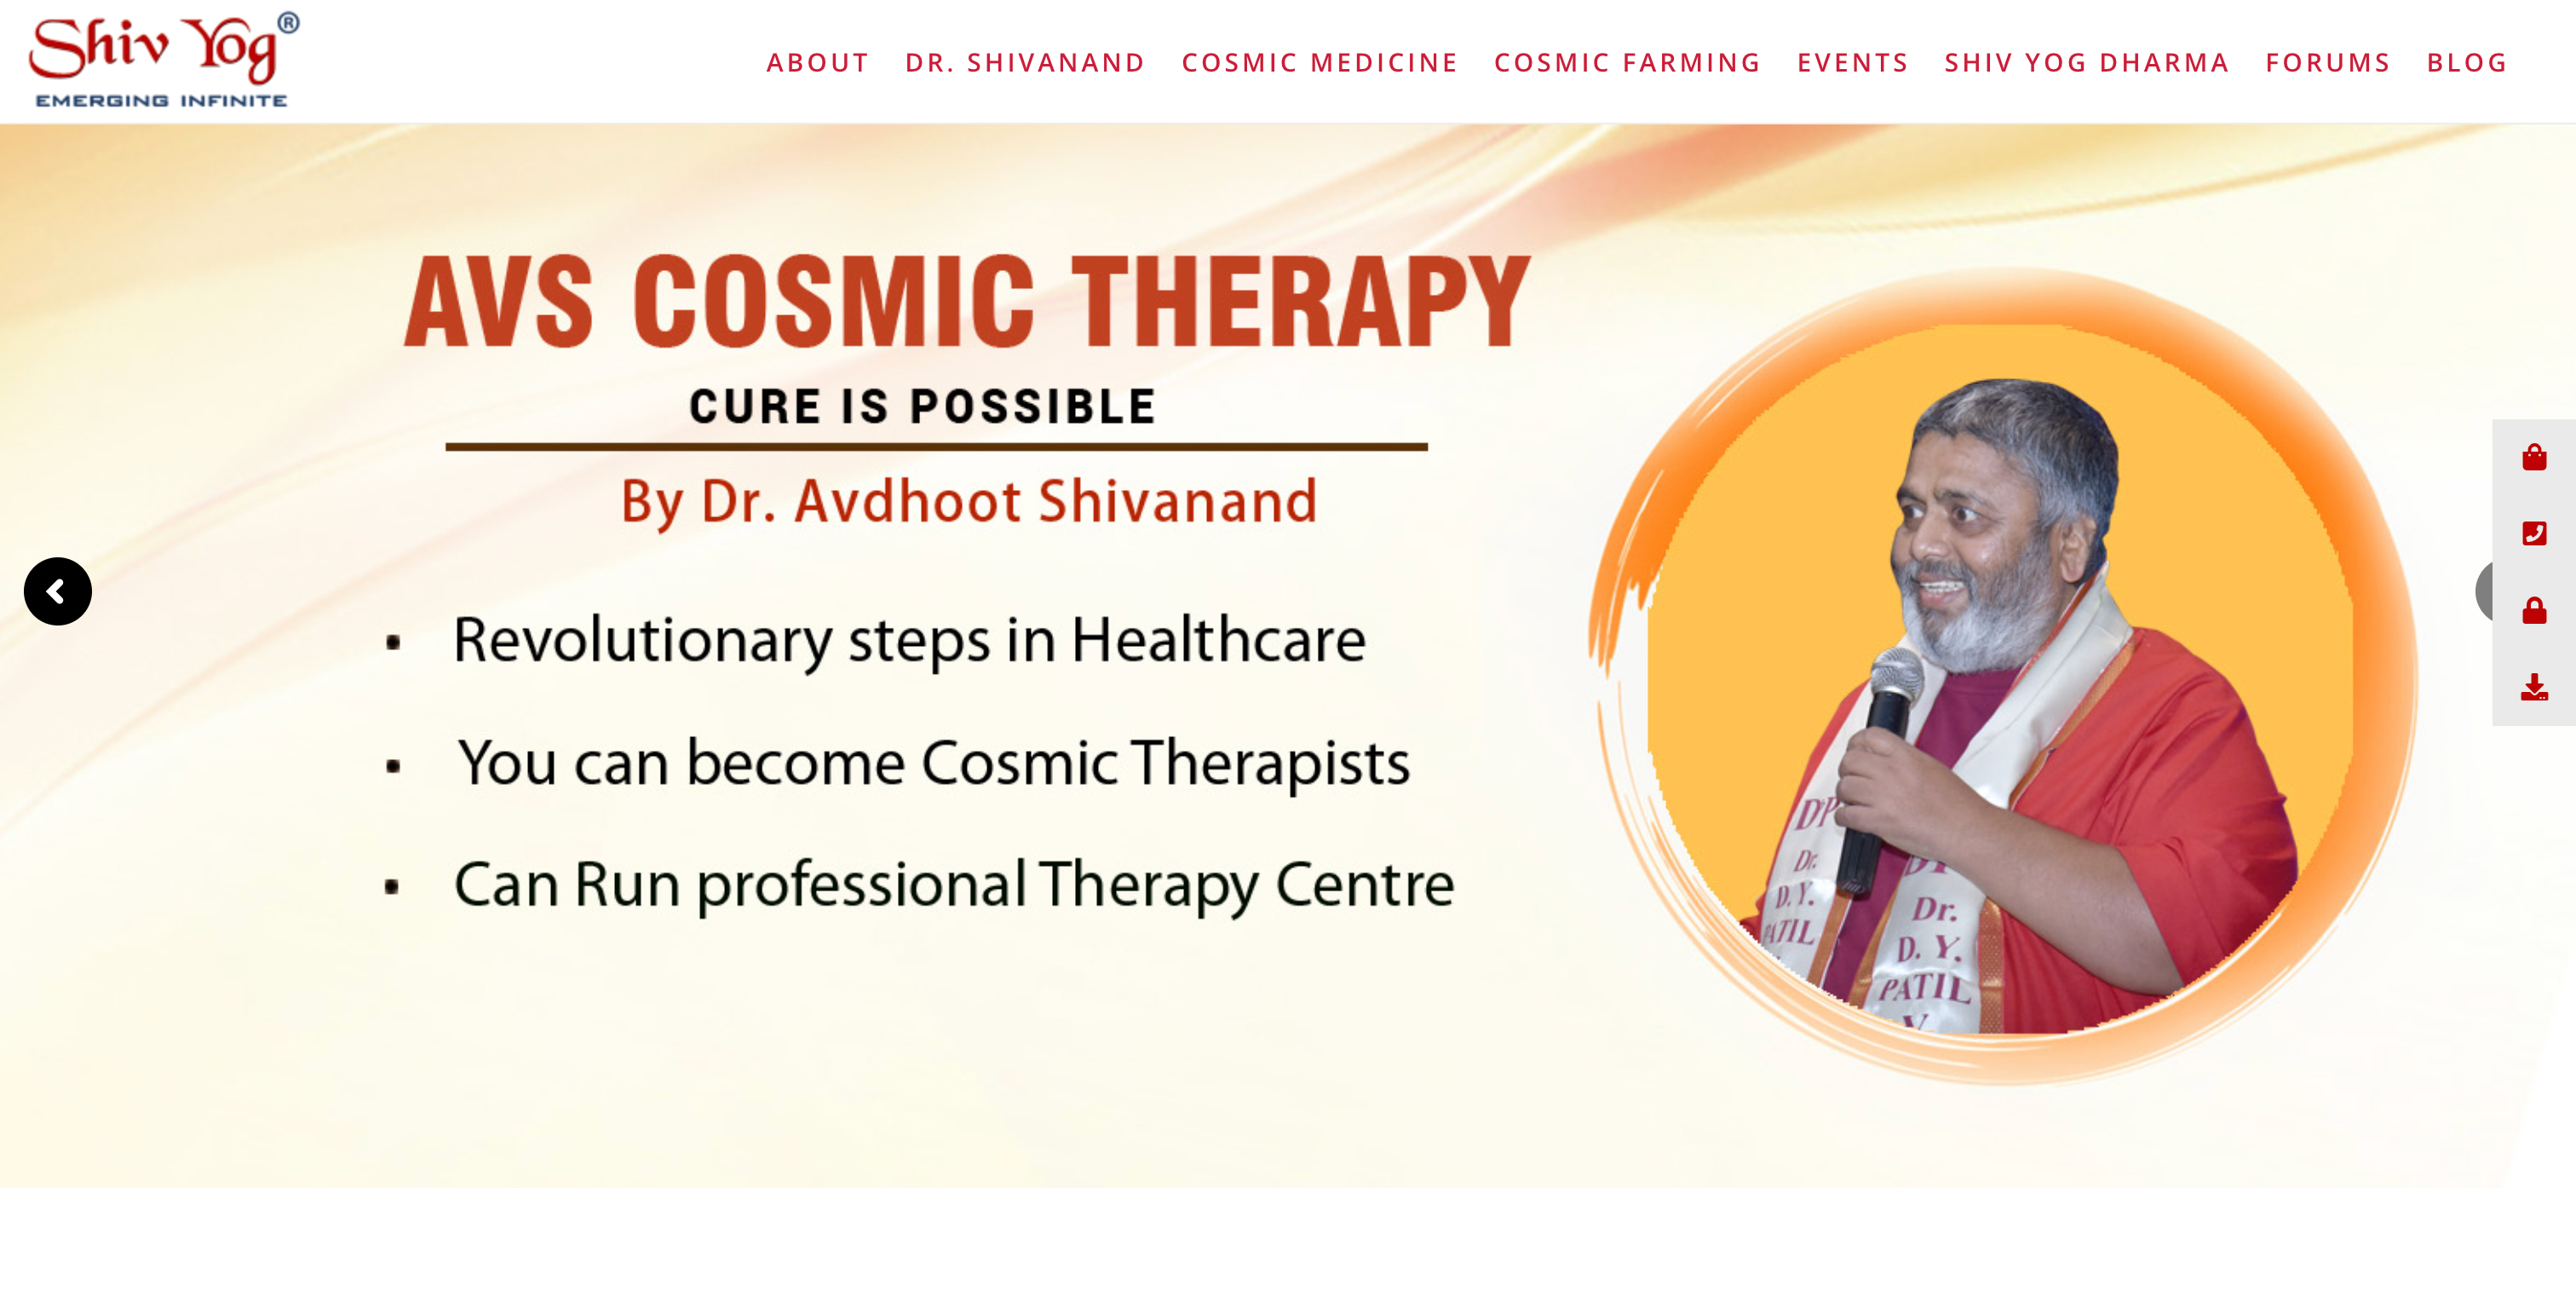 Shiv Yog®
EMERGING INFINITE
ABOUT DR. SHIVANAND COSMIC MEDICINE COSMIC FARMING EVENTS SHIV YOG DHARMA FORUMS BLOG
AVS COSMIC THERAPY
CURE IS POSSIBLE
By Dr. Avdhoot Shivanand
▪ Revolutionary steps in Healthcare
▪ You can become Cosmic Therapists
▪ Can Run professional Therapy Centre
Dr.
D.Y.
PATIL
Dr.
D. Y.
PATIL